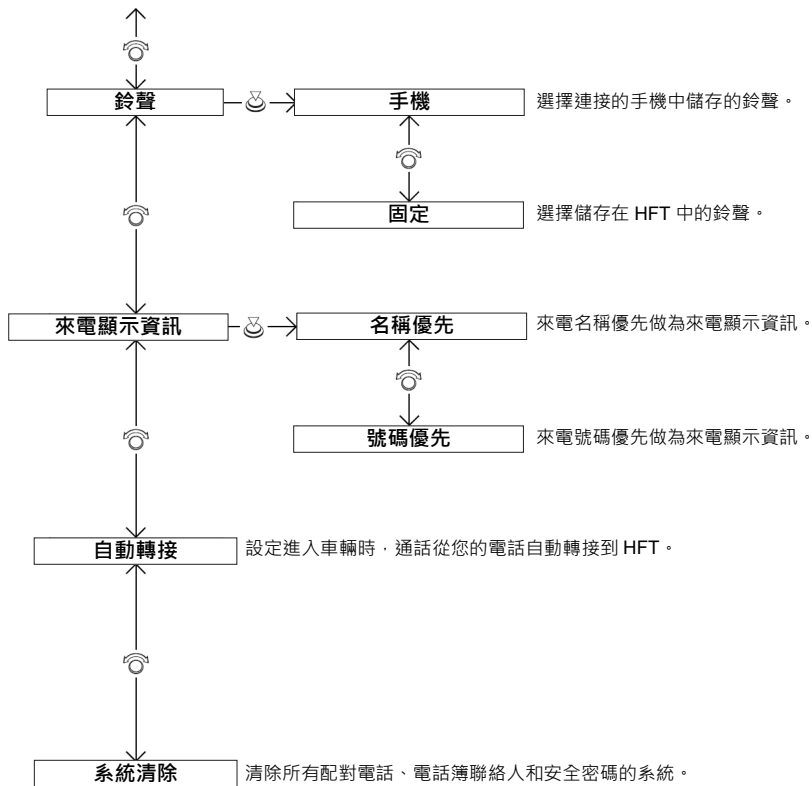 鈴聲
手機
選擇連接的手機中儲存的鈴聲。
固定
選擇儲存在 HFT 中的鈴聲。
來電顯示資訊
名稱優先
來電名稱優先做為來電顯示資訊。
號碼優先
來電號碼優先做為來電顯示資訊。
自動轉接
設定進入車輛時，通話從您的電話自動轉接到 HFT。
系統清除
清除所有配對電話、電話簿聯絡人和安全密碼的系統。